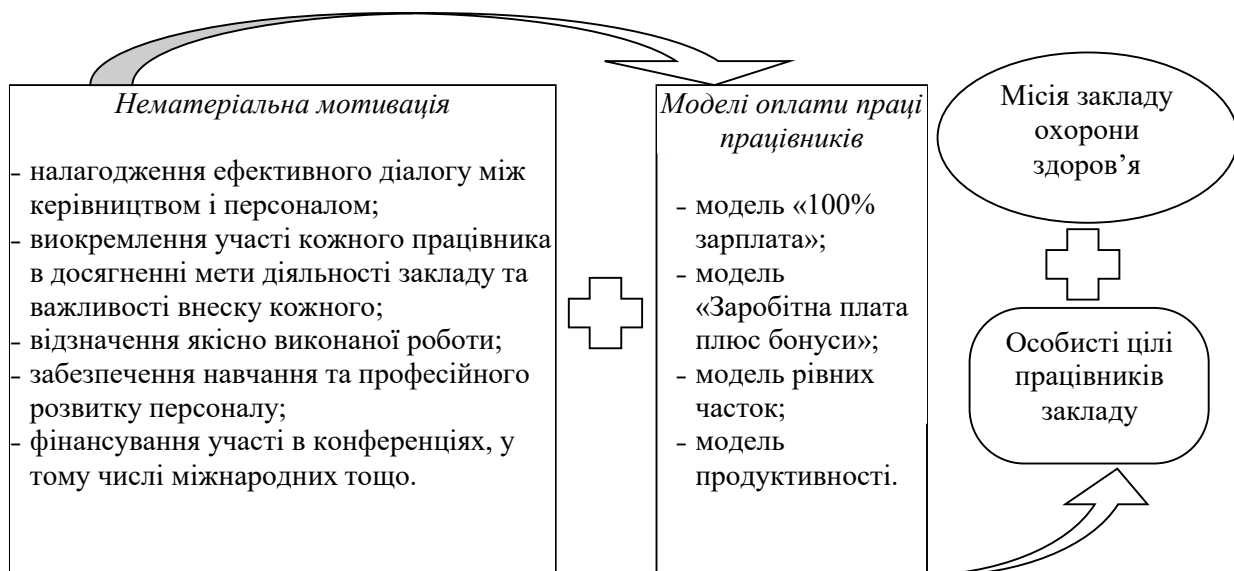 Нематеріальна мотивація
- налагодження ефективного діалогу між
керівництвом і персоналом;
- виокремлення участі кожного працівника
в досягненні мети діяльності закладу та
важливості внеску кожного;
- відзначення якісно виконаної роботи;
- забезпечення навчання та професійного
розвитку персоналу;
- фінансування участі в конференціях, у
тому числі міжнародних тощо.
Моделі оплати праці
працівників
- модель «100%
зарплата»;
- модель
«Заробітна плата
плюс бонуси»;
- модель рівних
часток;
- модель
продуктивності.
Місія закладу
охорони
здоров’я
Особисті цілі
працівників
закладу